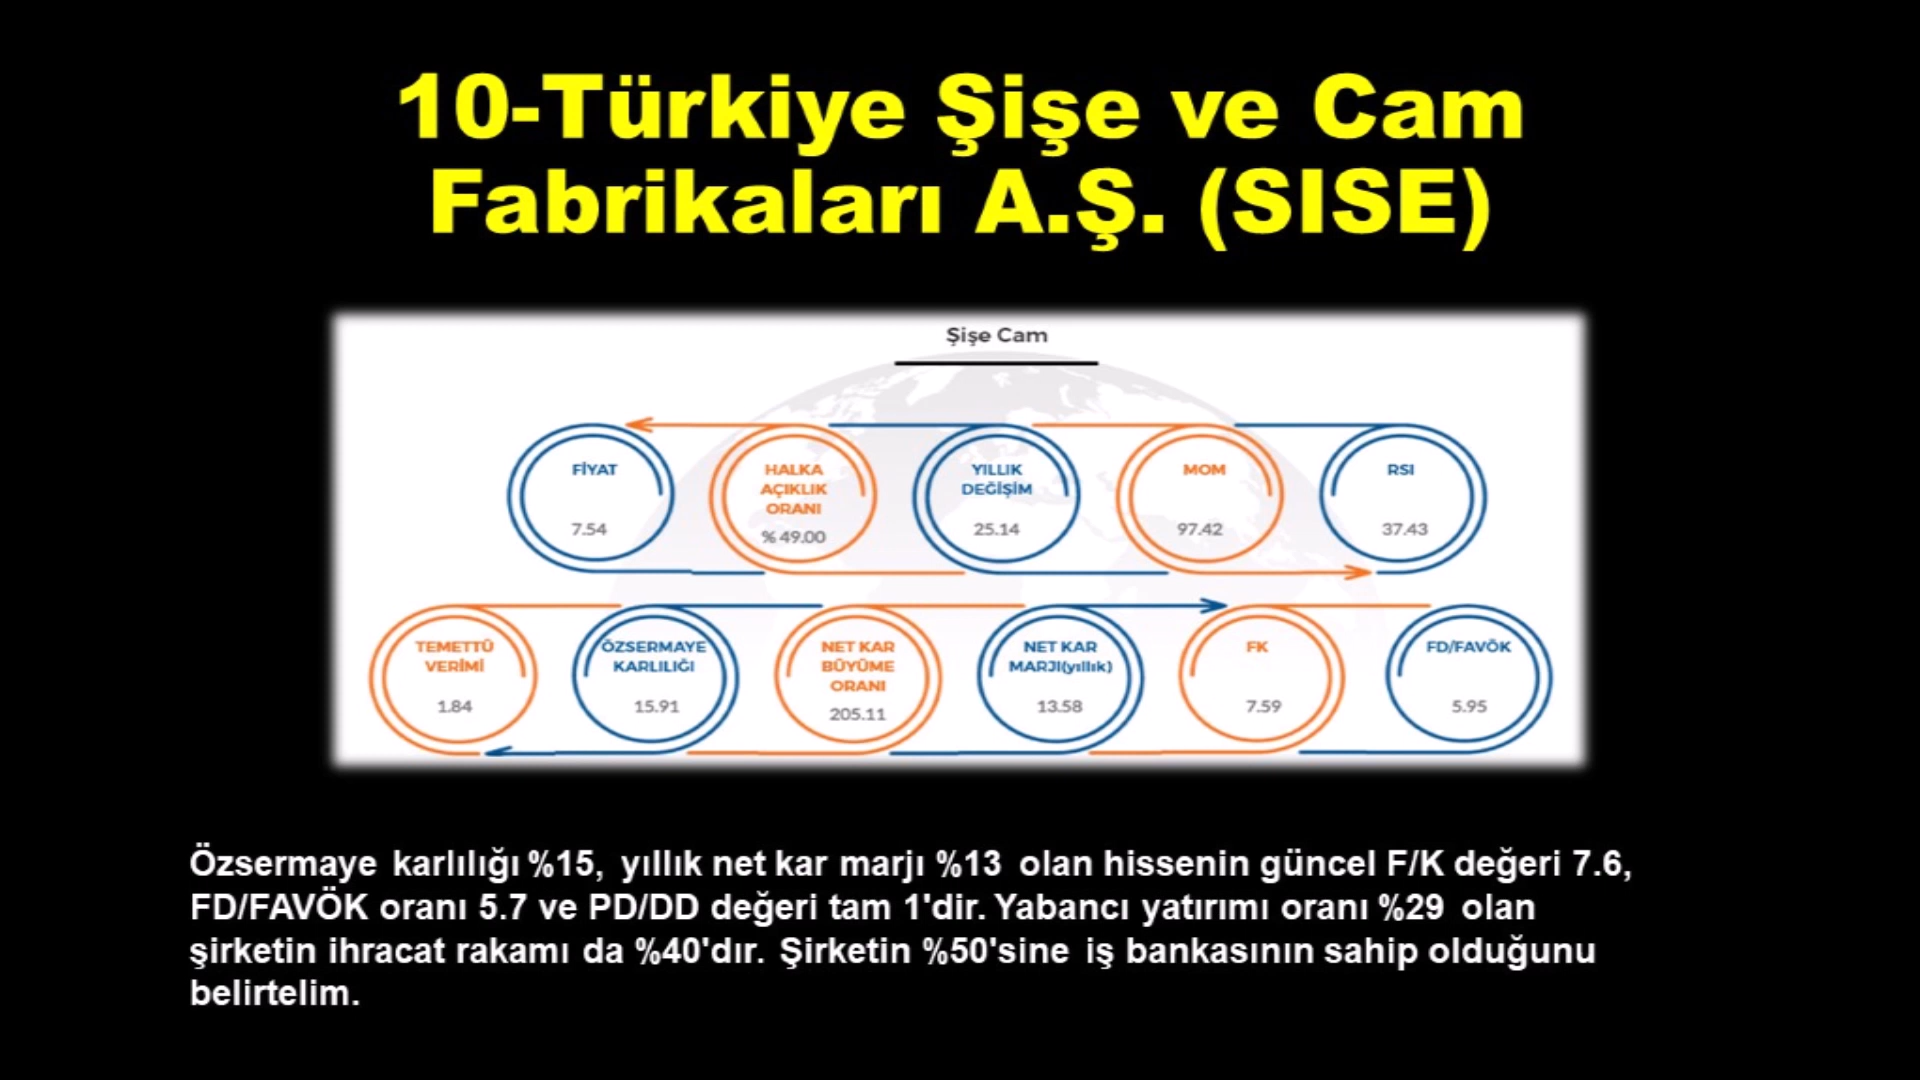 10-Türkiye Şişe ve Cam
Fabrikaları A.Ş. (SISE)
Şişe Cam
FİYAT
7.54
HALKA
AÇIKLIK
ORANI
% 49.00
YILLIK
DEĞİŞİM
25.14
MOM
97.42
RSI
37.43
TEMETTÜ
VERİMİ
1.84
ÖZSERMAYE
KARLILIĞI
15.91
NET KAR
BÜYÜME
ORANI
205.11
NET KAR
MARJI(yıllık)
13.58
FK
7.59
FD/FAVÖK
5.95
Özsermaye karlılığı %15, yıllık net kar marjı %13 olan hissenin güncel F/K değeri 7.6,
FD/FAVÖK oranı 5.7 ve PD/DD değeri tam 1'dir. Yabancı yatırımı oranı %29 olan
şirketin ihracat rakamı da %40'dır. Şirketin %50'sine iş bankasının sahip olduğunu
belirtelim.